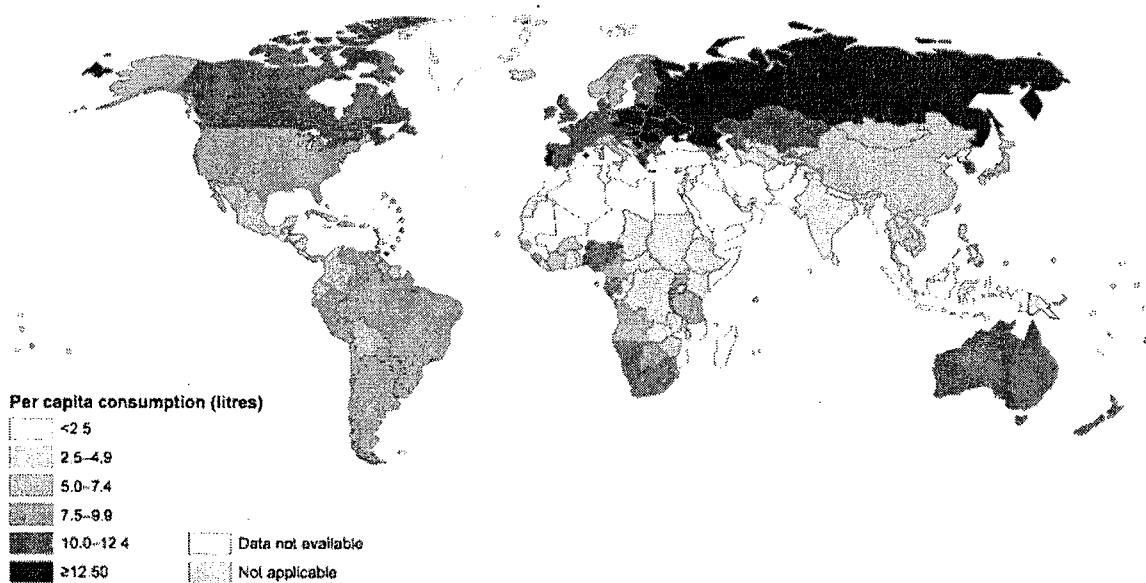 Per capita consumption (litres)
<2.5
2.5–4.9
5.0–7.4
7.5–9.9
10.0–12.4
≥12.50
Data not available
Not applicable